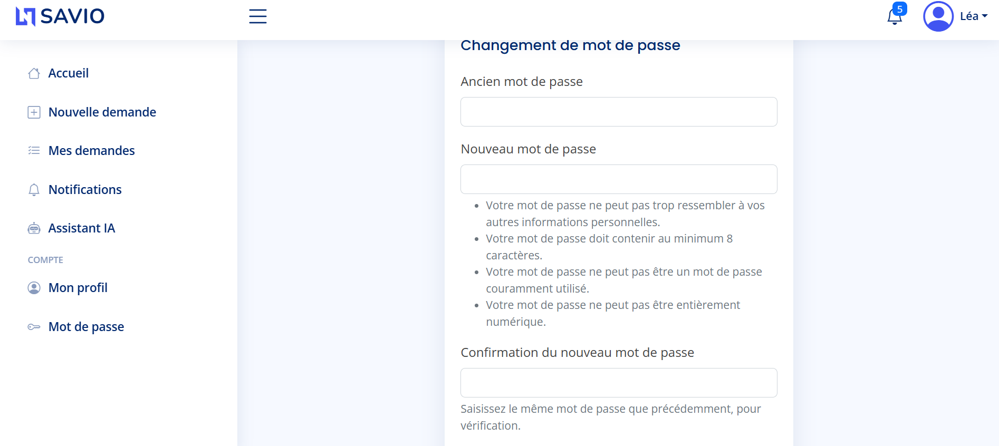 SAVIO
5
Léa
Accueil
Nouvelle demande
Mes demandes
Notifications
Assistant IA
COMPTE
Mon profil
Mot de passe
Changement de mot de passe
Ancien mot de passe
Nouveau mot de passe
Votre mot de passe ne peut pas trop ressembler à vos
autres informations personnelles.
Votre mot de passe doit contenir au minimum 8
caractères.
Votre mot de passe ne peut pas être un mot de passe
couramment utilisé.
Votre mot de passe ne peut pas être entièrement
numérique.
Confirmation du nouveau mot de passe
Saisissez le même mot de passe que précédemment, pour
vérification.